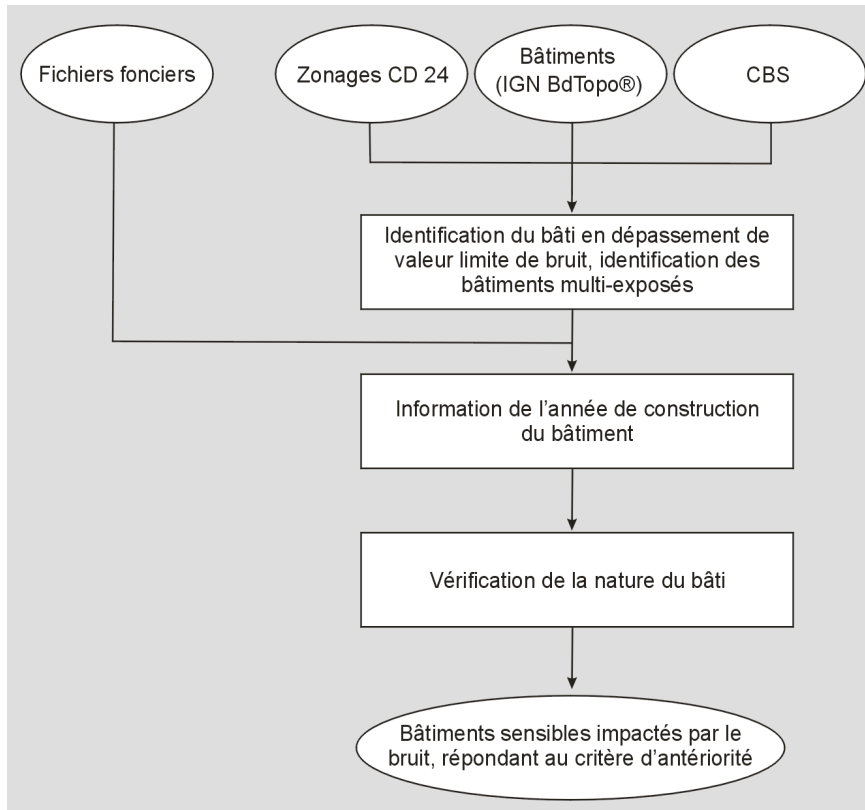 Fichiers fonciers
Zonages CD 24
Bâtiments
(IGN BdTopo®)
CBS
Identification du bâti en dépassement de
valeur limite de bruit, identification des
bâtiments multi-exposés
Information de l'année de construction
du bâtiment
Vérification de la nature du bâti
Bâtiments sensibles impactés par le
bruit, répondant au critère d'antériorité